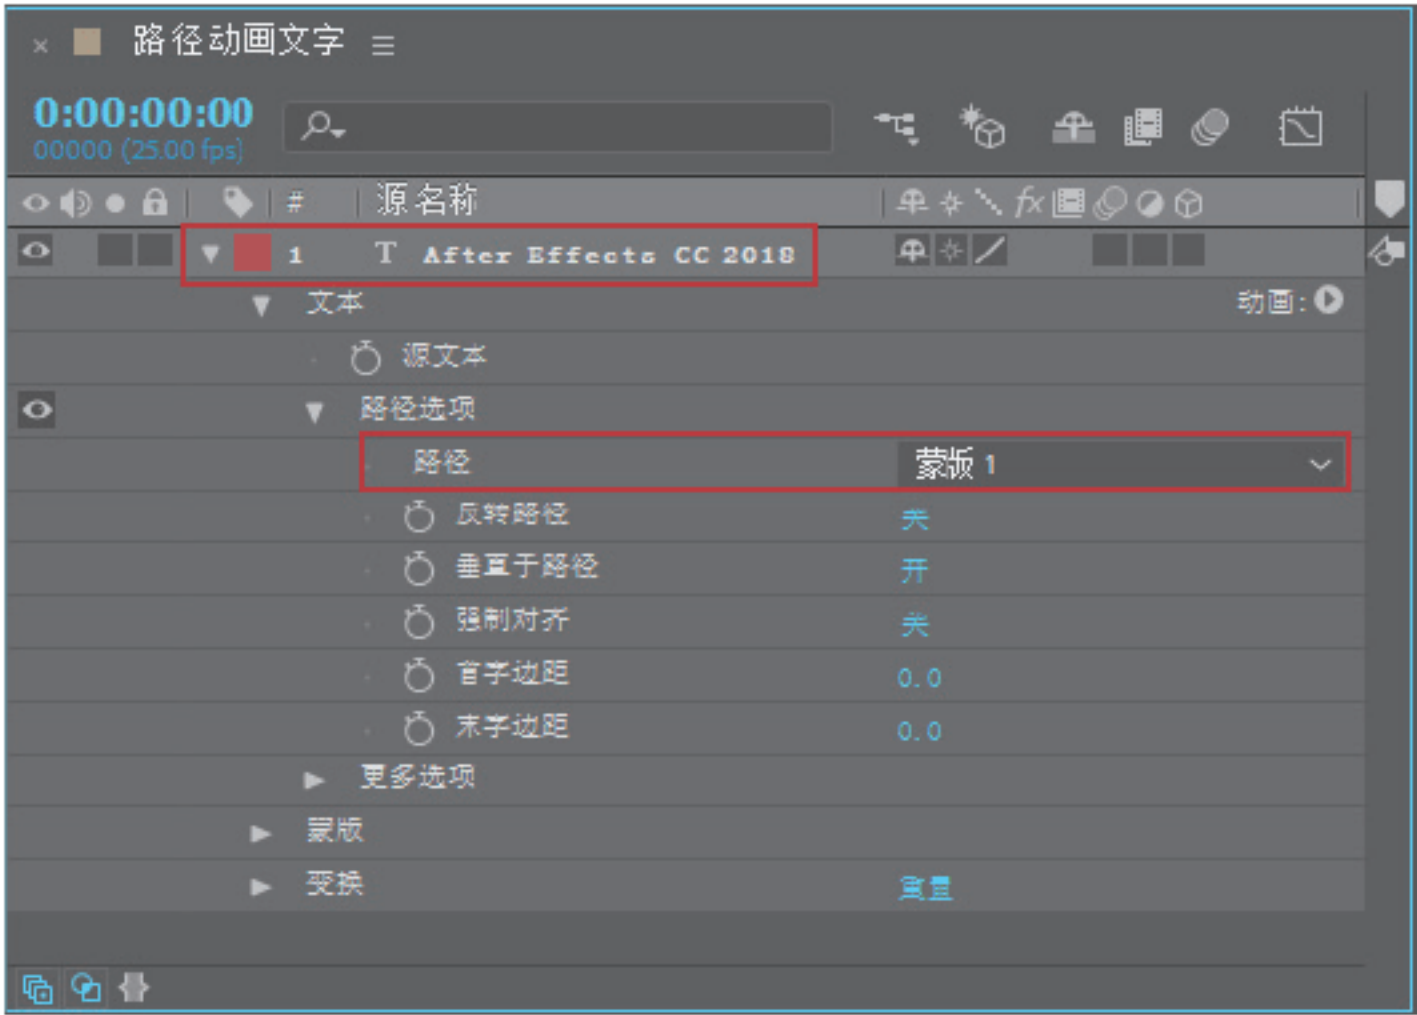 路径动画文字
0:00:00:00
00000 (25.00 fps)
# 源名称 fx
1 T After Effects CC 2018
文本 动画:
源文本
路径选项
路径 蒙版 1
反转路径 关
垂直于路径 开
强制对齐 关
首字边距 0.0
末字边距 0.0
更多选项
蒙版
变换 重置